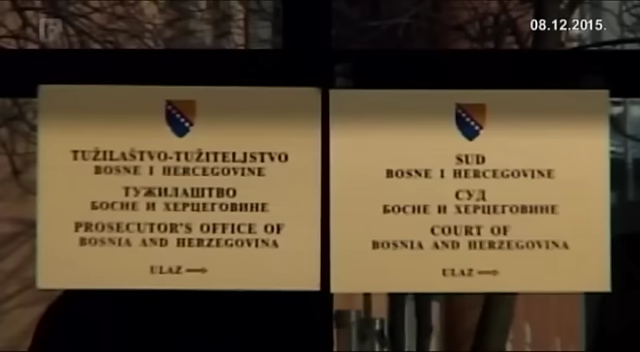 08.12.2015.
TUŽILAŠTVO-TUŽITELJSTVO
BOSNE I HERCEGOVINE
ТУЖИЛАШТВО
БОСНЕ И ХЕРЦЕГОВИНЕ
PROSECUTOR'S OFFICE OF
BOSNIA AND HERZEGOVINA
ULAZ →
SUD
BOSNE I HERCEGOVINE
СУД
БОСНЕ И ХЕРЦЕГОВИНЕ
COURT OF
BOSNIA AND HERZEGOVINA
ULAZ →